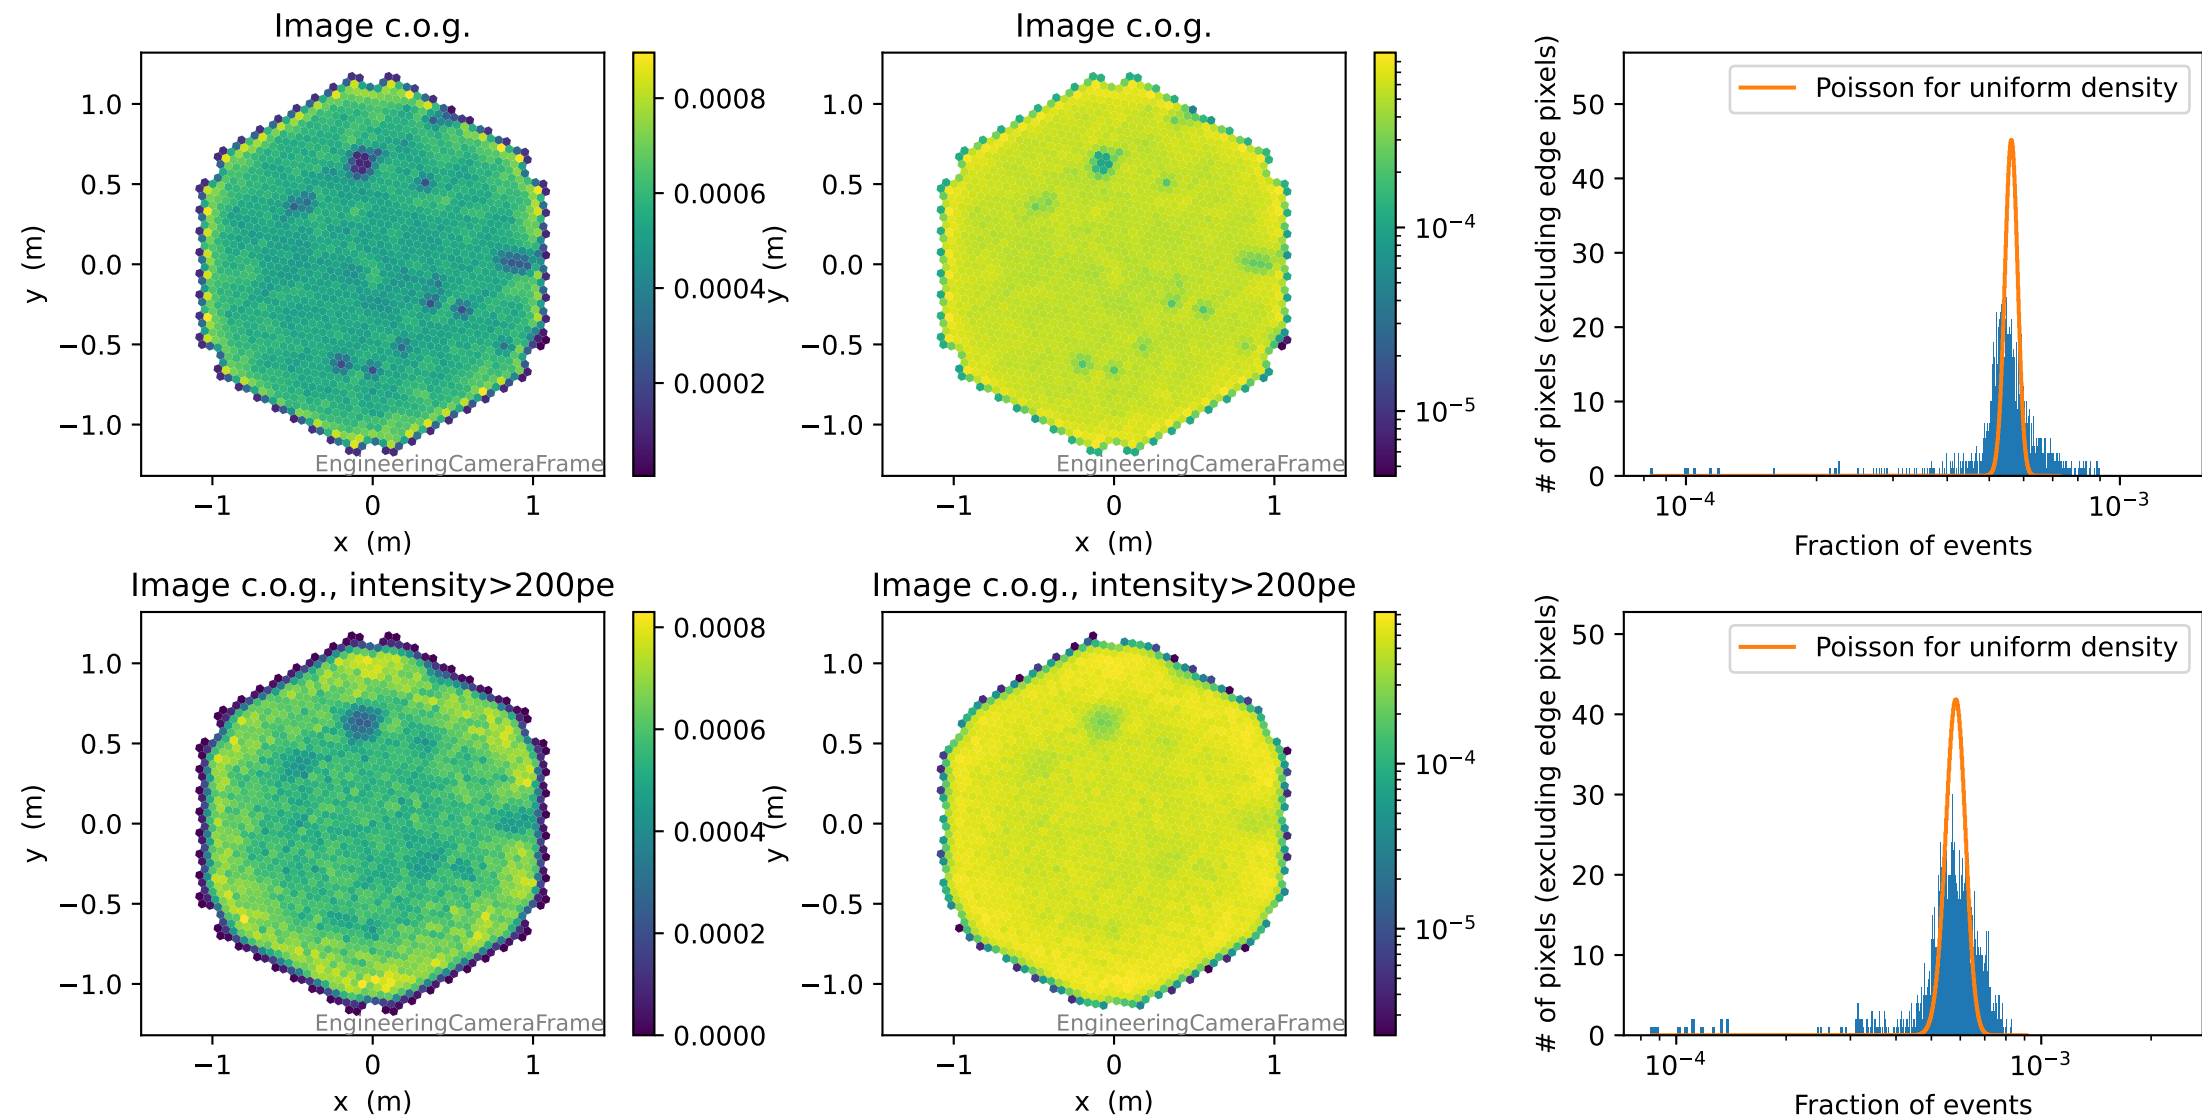 Image c.o.g.
1.0
0.5
0.0
−0.5
−1.0
y (m)
−1
0
1
x (m)
EngineeringCameraFrame
0.0008
0.0006
0.0004
0.0002
Image c.o.g.
1.0
0.5
0.0
−0.5
−1.0
y (m)
−1
0
1
x (m)
EngineeringCameraFrame
10−4
10−5
# of pixels (excluding edge pixels)
50
40
30
20
10
0
Poisson for uniform density
10−4
10−3
Fraction of events
Image c.o.g., intensity>200pe
1.0
0.5
0.0
−0.5
−1.0
y (m)
−1
0
1
x (m)
EngineeringCameraFrame
0.0008
0.0006
0.0004
0.0002
0.0000
Image c.o.g., intensity>200pe
1.0
0.5
0.0
−0.5
−1.0
y (m)
−1
0
1
x (m)
EngineeringCameraFrame
10−4
10−5
# of pixels (excluding edge pixels)
50
40
30
20
10
0
Poisson for uniform density
10−4
10−3
Fraction of events